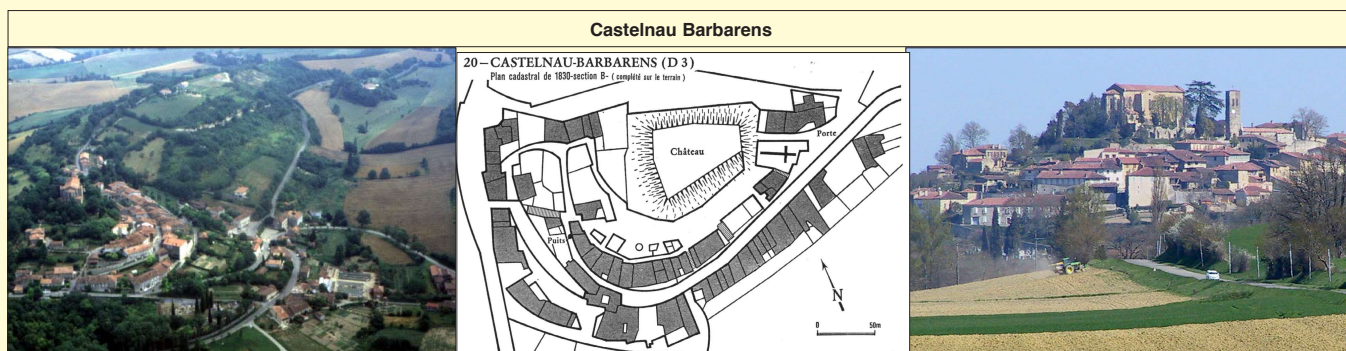 Castelnau Barbarens
20–CASTELNAU-BARBARENS (D 3)
Plan cadastral de 1830-section B- ( complété sur le terrain )
Porte
Château
Puits
N
0 50m